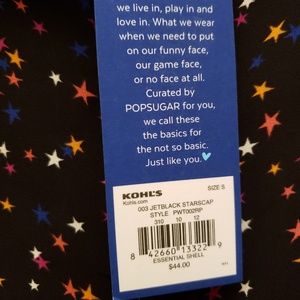 we live in, play in and
love in. What we wear
when we need to put
on our funny face,
our game face,
or no face at all.
Curated by
POPSUGAR for you,
we call these
the basics for
the not so basic.
Just like you.
KOHL'S
Kohls.com
SIZE S
003 JETBLACK STARSCAP
STYLE PWT002RP
310 10 12
8 42660 13322 9
ESSENTIAL SHELL
$44.00